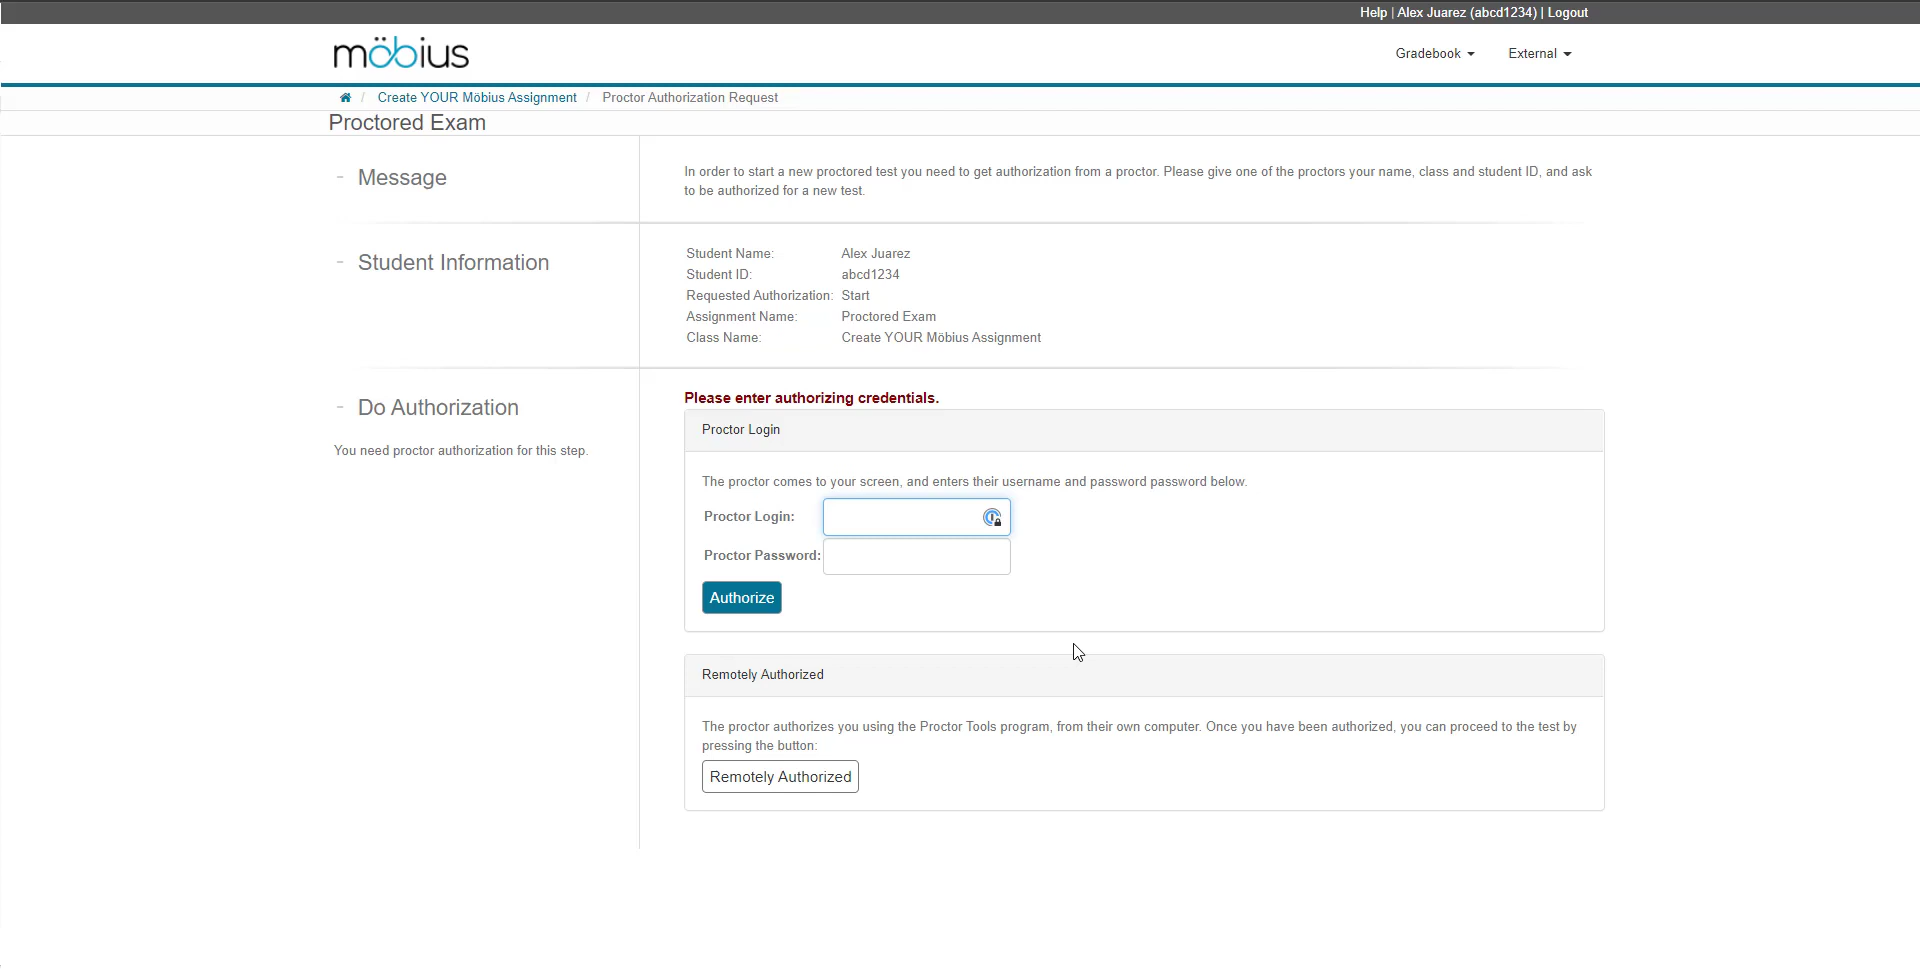 Help | Alex Juarez (abcd1234) | Logout
möbius
Gradebook
External
/ Create YOUR Möbius Assignment / Proctor Authorization Request
Proctored Exam
- Message
In order to start a new proctored test you need to get authorization from a proctor. Please give one of the proctors your name, class and student ID, and ask
to be authorized for a new test.
- Student Information
Student Name: Alex Juarez
Student ID: abcd1234
Requested Authorization: Start
Assignment Name: Proctored Exam
Class Name: Create YOUR Möbius Assignment
- Do Authorization
You need proctor authorization for this step.
Please enter authorizing credentials.
Proctor Login
The proctor comes to your screen, and enters their username and password password below.
Proctor Login:
Proctor Password:
Authorize
Remotely Authorized
The proctor authorizes you using the Proctor Tools program, from their own computer. Once you have been authorized, you can proceed to the test by
pressing the button:
Remotely Authorized